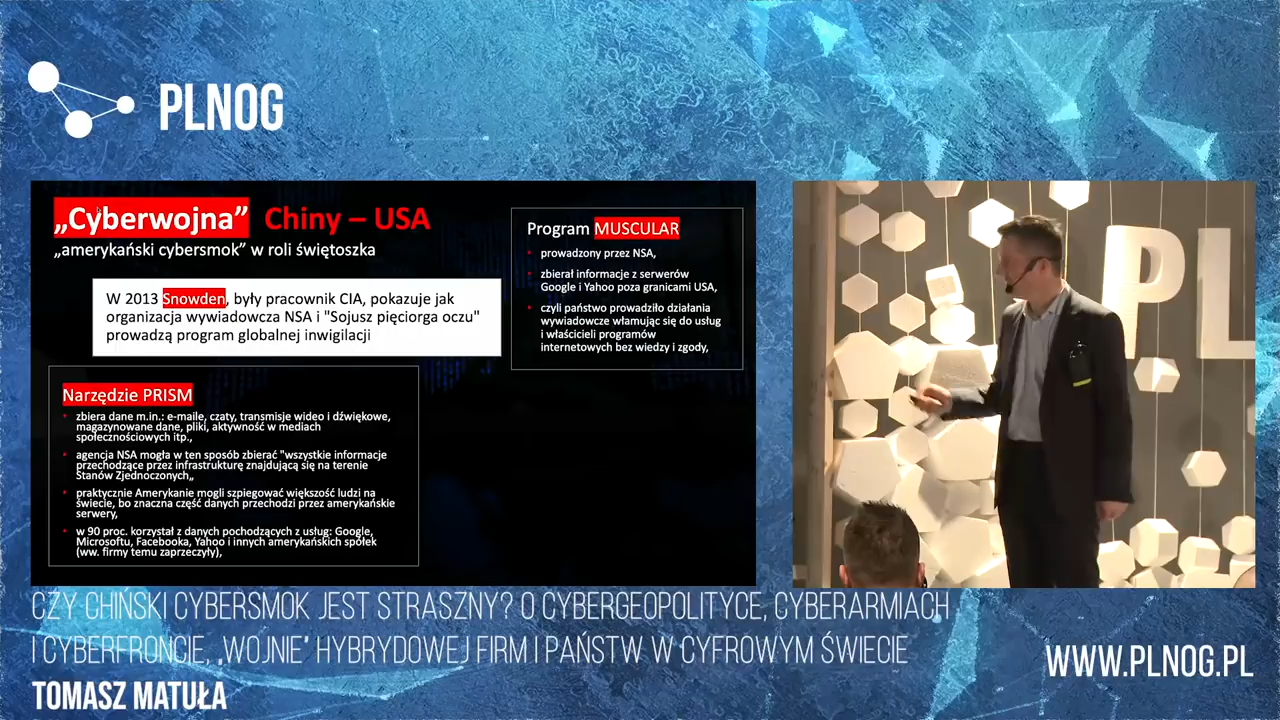 PLNOG
„Cyberwojna” Chiny – USA
„amerykański cybersmok” w roli świętoszka
W 2013 Snowden, były pracownik CIA, pokazuje jak
organizacja wywiadowcza NSA i "Sojusz pięciorga oczu"
prowadzą program globalnej inwigilacji
Narzędzie PRISM
• zbiera dane m.in.: e-maile, czaty, transmisje wideo i dźwiękowe,
magazynowane dane, pliki, aktywność w mediach
społecznościowych itp.,
• agencja NSA mogła w ten sposób zbierać "wszystkie informacje
przechodzące przez infrastrukturę znajdującą się na terenie
Stanów Zjednoczonych„
• praktycznie Amerykanie mogli szpiegować większość ludzi na
świecie, bo znaczna część danych przechodzi przez amerykańskie
serwery,
• w 90 proc. korzystał z danych pochodzących z usług: Google,
Microsoftu, Facebooka, Yahoo i innych amerykańskich spółek
(ww. firmy temu zaprzeczyły),
Program MUSCULAR
• prowadzony przez NSA,
• zbierał informacje z serwerów
Google i Yahoo poza granicami USA,
• czyli państwo prowadziło działania
wywiadowcze włamując się do usług
i właścicieli programów
internetowych bez wiedzy i zgody,
PL
CZY CHIŃSKI CYBERSMOK JEST STRASZNY? O CYBERGEOPOLITYCE, CYBERARMIACH
I CYBERFRONCIE, „WOJNIE” HYBRYDOWEJ FIRM I PAŃSTW W CYFROWYM ŚWIECIE
TOMASZ MATUŁA
WWW.PLNOG.PL